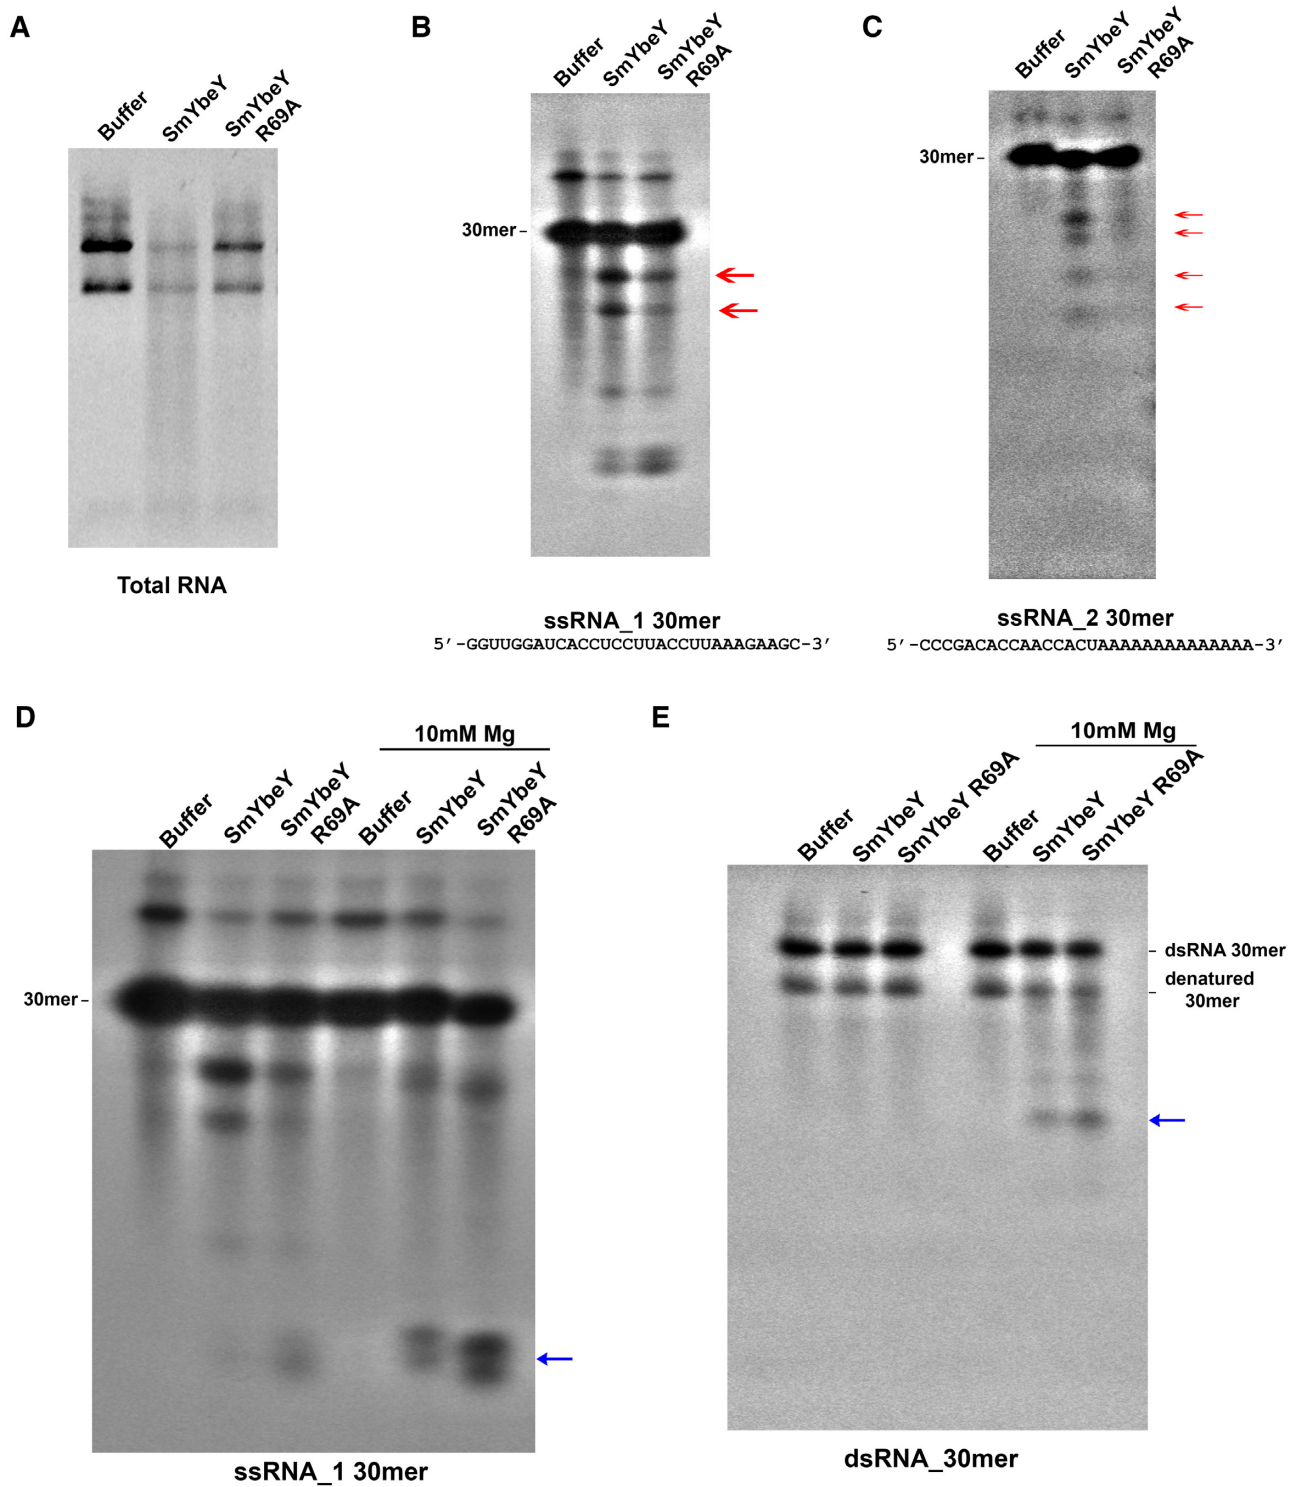 A
Buffer
SmYbeY
SmYbeY
R69A
Total RNA
B
Buffer
SmYbeY
SmYbeY
R69A
30mer
ssRNA_1 30mer
5′-GGUUGGAUCACCUCCUUACCUUAAAGAAGC-3′
C
Buffer
SmYbeY
SmYbeY
R69A
30mer
ssRNA_2 30mer
5′-CCCGACACCAACCACUAAAAAAAAAAAAAA-3′
D
10mM Mg
Buffer
SmYbeY
SmYbeY
R69A
Buffer
SmYbeY
SmYbeY
R69A
30mer
ssRNA_1 30mer
E
10mM Mg
Buffer
SmYbeY
SmYbeY R69A
Buffer
SmYbeY
SmYbeY R69A
dsRNA 30mer
denatured
30mer
dsRNA_30mer